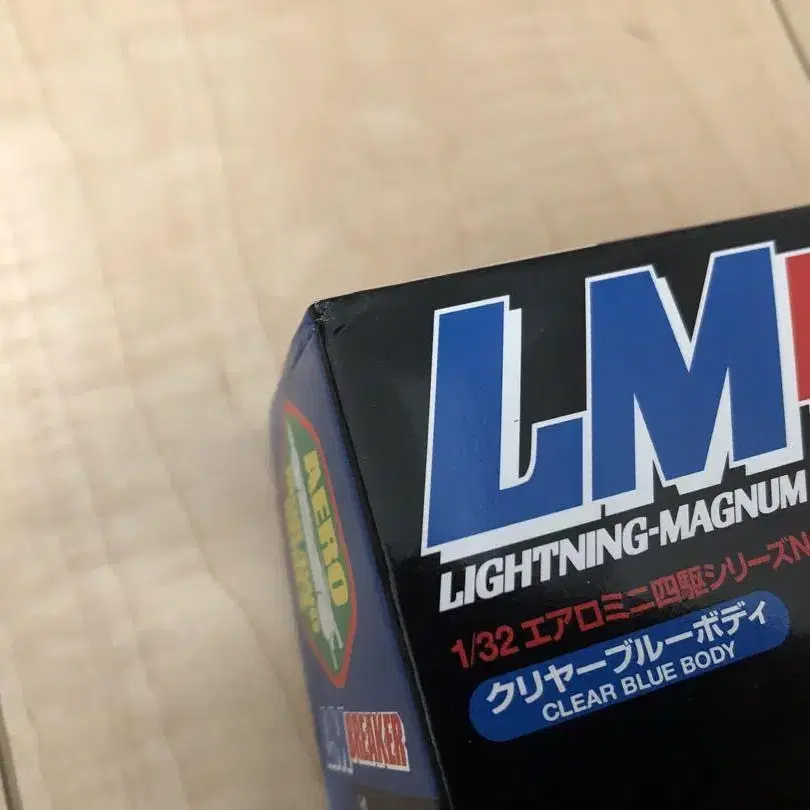 LM
LIGHTNING-MAGNUM
1/32 エアロミニ四駆シリーズN
クリヤーブルーボディ
CLEAR BLUE BODY
AERO
LM BREAKER